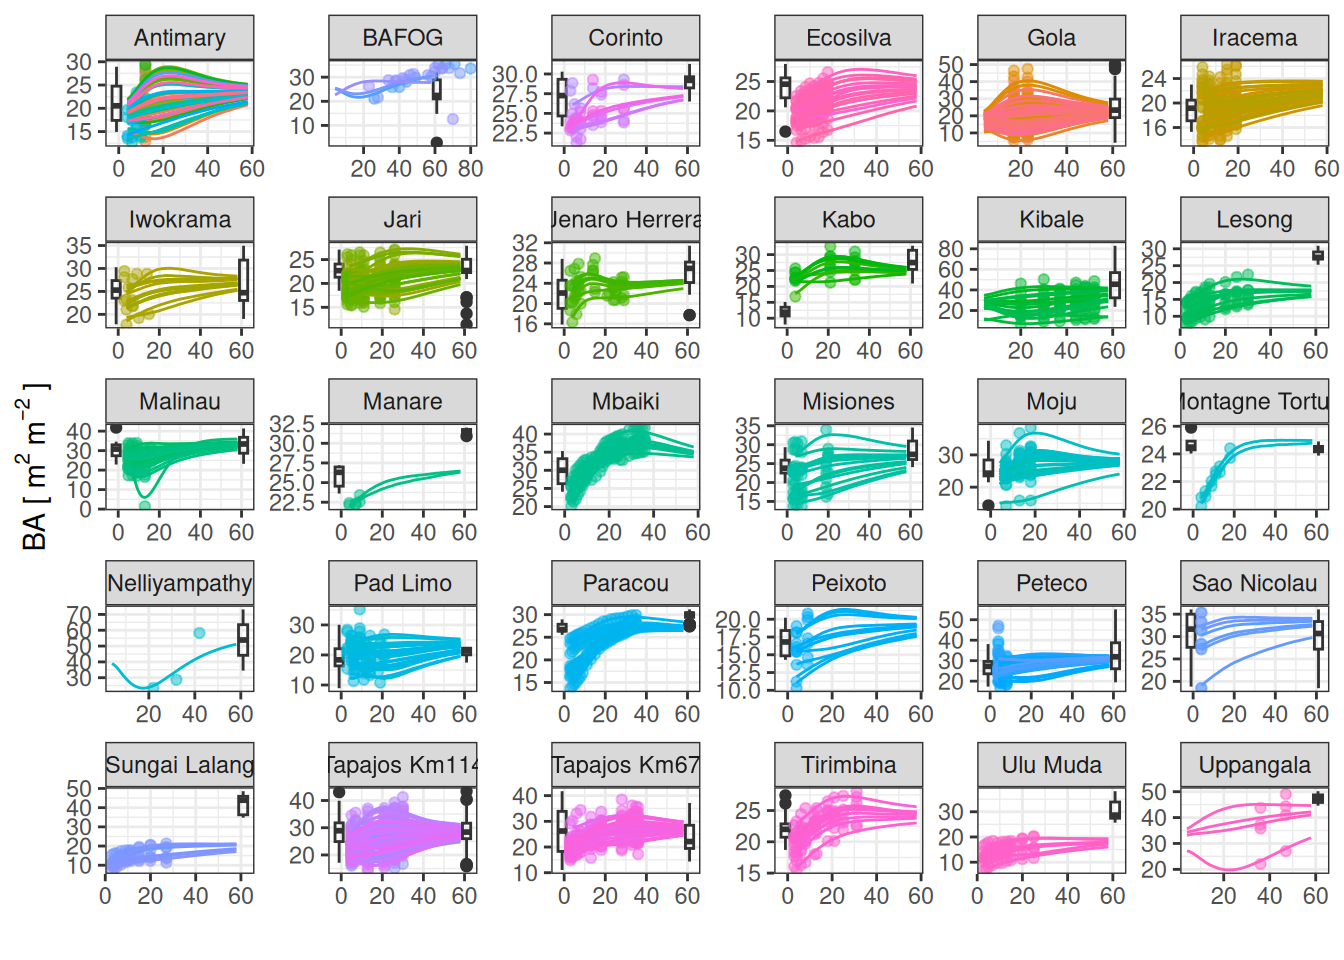 Antimary BAFOG Corinto Ecosilva Gola Iracema
30 25 20 15 0 20 40 60
30 20 10 20 40 60 80
30.0 27.5 25.0 22.5 0 20 40 60
25 20 15 0 20 40 60
50 40 30 20 10 0 20 40 60
24 20 16 0 20 40 60
Iwokrama Jari Jenaro Herrera Kabo Kibale Lesong
35 30 25 20 0 20 40 60
25 20 15 0 20 40 60
32 28 24 20 16 0 20 40 60
30 25 20 15 10 0 20 40 60
80 60 40 20 20 40 60
30 25 20 15 10 0 20 40 60
BA [ m² m⁻² ]
Malinau Manare Mbaiki Misiones Moju Montagne Tortu
40 30 20 10 0 0 20 40 60
32.5 30.0 27.5 25.0 22.5 0 20 40 60
40 35 30 25 20 0 20 40 60
35 30 25 20 15 0 20 40 60
30 20 0 20 40 60
26 24 22 20 0 20 40 60
Nelliyampathy Pad Limo Paracou Peixoto Peteco Sao Nicolau
70 60 50 40 30 20 40 60
30 20 10 0 20 40 60
30 25 20 15 0 20 40 60
20.0 17.5 15.0 12.5 10.0 0 20 40 60
50 40 30 20 0 20 40 60
35 30 25 20 0 20 40 60
Sungai Lalang Tapajos Km114 Tapajos Km67 Tirimbina Ulu Muda Uppangala
50 40 30 20 10 0 20 40 60
40 30 20 0 20 40 60
40 30 20 10 0 20 40 60
25 20 15 0 20 40 60
30 20 10 0 20 40 60
50 40 30 20 0 20 40 60